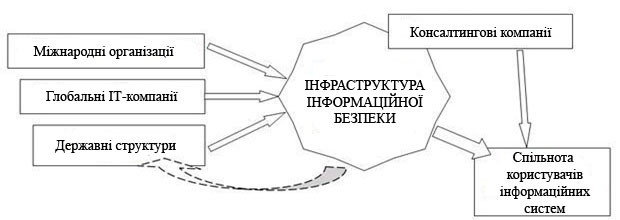 Міжнародні організації
Глобальні ІТ-компанії
Державні структури
ІНФРАСТРУКТУРА
ІНФОРМАЦІЙНОЇ
БЕЗПЕКИ
Консалтингові компанії
Спільнота
користувачів
інформаційних
систем